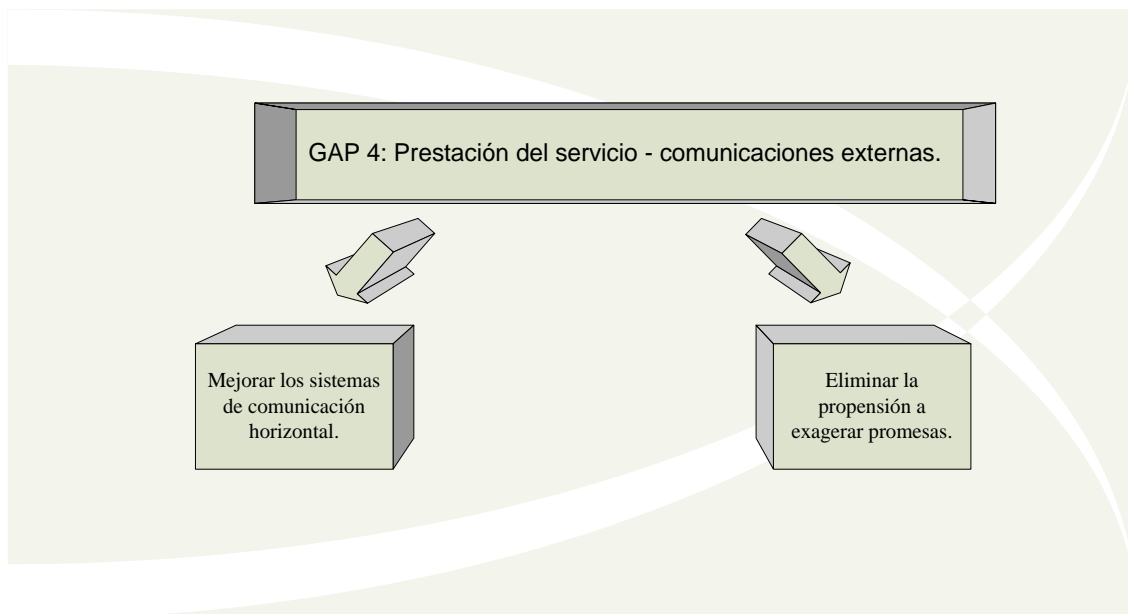 GAP 4: Prestación del servicio - comunicaciones externas.
Mejorar los sistemas
de comunicación
horizontal.
Eliminar la
propensión a
exagerar promesas.